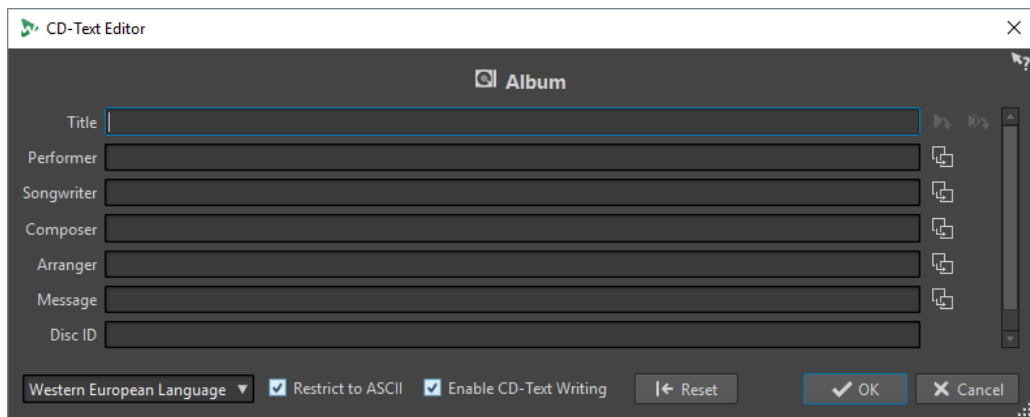 CD-Text Editor
Album
Title
Performer
Songwriter
Composer
Arranger
Message
Disc ID
Western European Language Restrict to ASCII Enable CD-Text Writing Reset OK Cancel